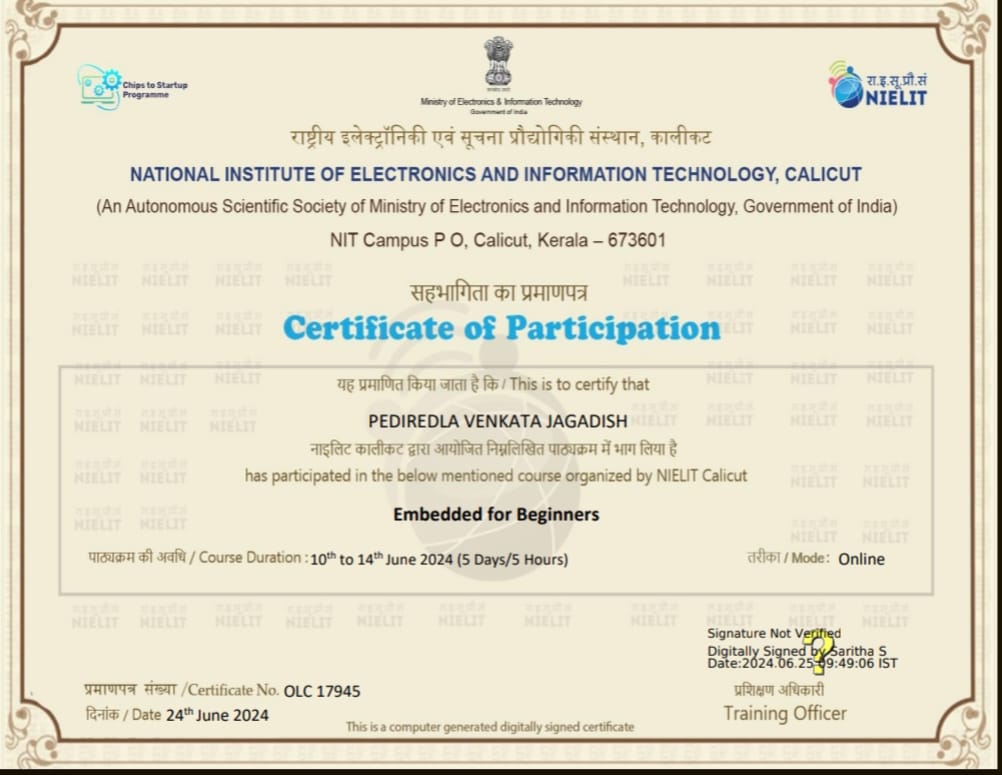 Chips to Startup
Programme
Ministry of Electronics & Information Technology
Government of India
रा.इ.सू.प्रौ.सं
NIELIT
राष्ट्रीय इलेक्ट्रॉनिकी एवं सूचना प्रौद्योगिकी संस्थान, कालीकट
NATIONAL INSTITUTE OF ELECTRONICS AND INFORMATION TECHNOLOGY, CALICUT
(An Autonomous Scientific Society of Ministry of Electronics and Information Technology, Government of India)
NIT Campus P O, Calicut, Kerala – 673601
सहभागिता का प्रमाणपत्र
Certificate of Participation
यह प्रमाणित किया जाता है कि / This is to certify that
PEDIREDLA VENKATA JAGADISH
नाइलिट कालीकट द्वारा आयोजित निम्नलिखित पाठ्यक्रम में भाग लिया है
has participated in the below mentioned course organized by NIELIT Calicut
Embedded for Beginners
पाठ्यक्रम की अवधि / Course Duration : 10th to 14th June 2024 (5 Days/5 Hours) तरीका / Mode: Online
Signature Not Verified
Digitally Signed by Saritha S
Date:2024.06.25 09:49:06 IST
प्रमाणपत्र संख्या /Certificate No. OLC 17945
प्रशिक्षण अधिकारी
दिनांक / Date 24th June 2024
Training Officer
This is a computer generated digitally signed certificate